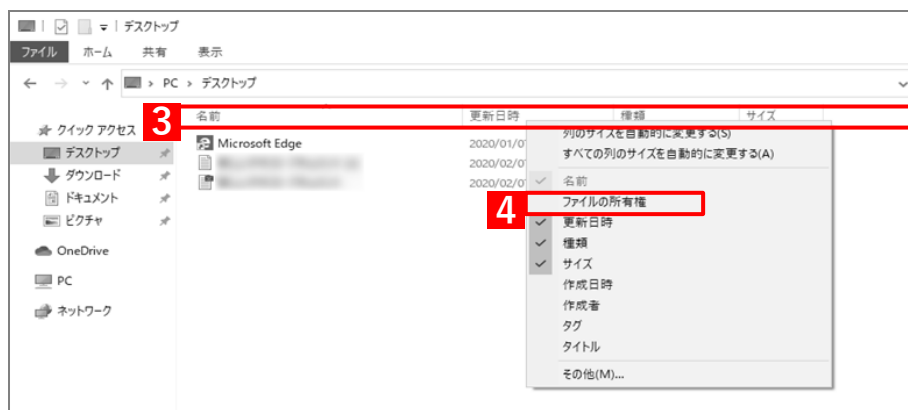 デスクトップ
ファイル ホーム 共有 表示
PC › デスクトップ
3
名前 更新日時 種類 サイズ
クイック アクセス
デスクトップ
ダウンロード
ドキュメント
ピクチャ
OneDrive
PC
ネットワーク
Microsoft Edge 2020/01/0
2020/02/0
2020/02/0
列のサイズを自動的に変更する(S)
すべての列のサイズを自動的に変更する(A)
名前
4
ファイルの所有権
更新日時
種類
サイズ
作成日時
作成者
タグ
タイトル
その他(M)...